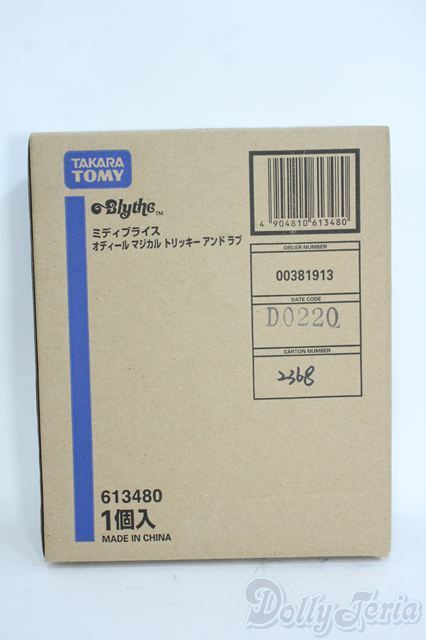 TAKARA
TOMY
Blythe™
ミディブライス
オディール マジカル トリッキー アンド ラブ
4 904810 613480
ORDER NUMBER
00381913
DATE CODE
D0220
CARTON NUMBER
2368
613480
1個入
MADE IN CHINA
DollyTeria